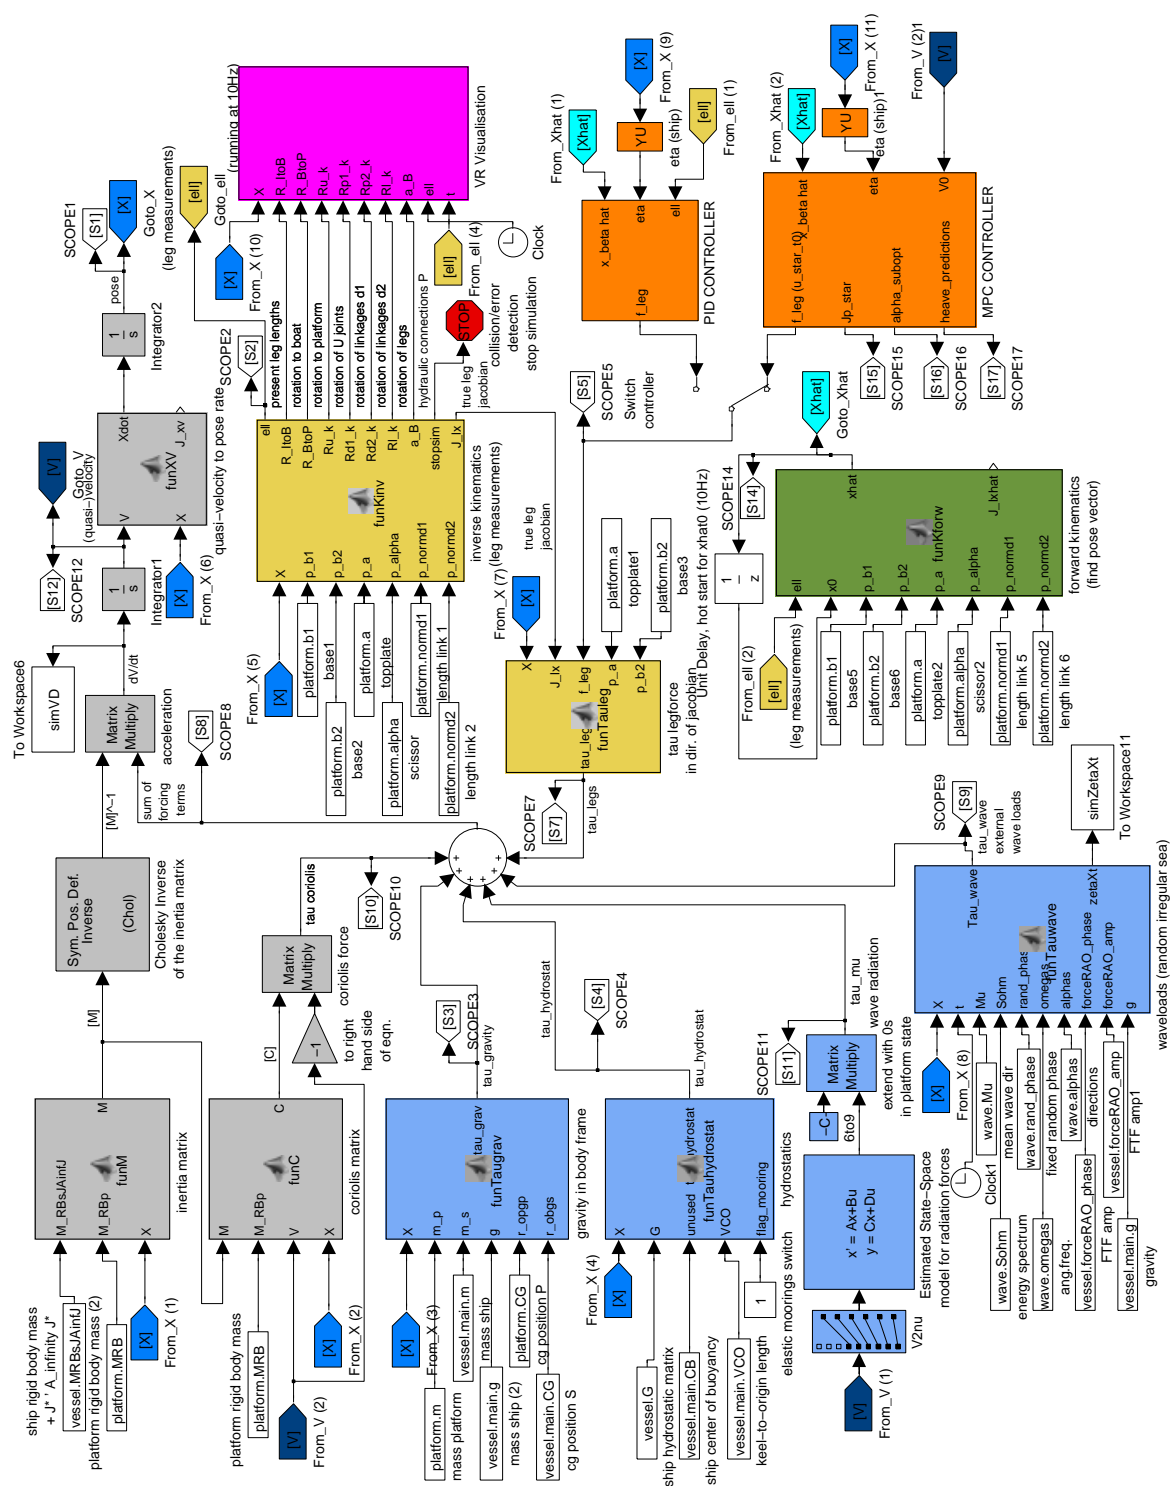 ship rigid body mass
+ J* ' A_infinity J*
vessel.MRBsJAinfJ
platform rigid body mass (2)
platform.MRB
[X]
From_X (1)
M_RBsJAinfJ
M_RBp
X
funM
M
inertia matrix
[M]
Sym. Pos. Def.
Inverse
(Chol)
Cholesky Inverse
of the inertia matrix
[M]^-1
sum of
forcing
terms
Matrix
Multiply
acceleration
To Workspace6
simVD
dV/dt
1
s
Integrator1
SCOPE12
[S12]
[V]
Goto_V
(quasi-)velocity
[X]
From_X (6)
V
X
funXV
Xdot
J_xv
quasi-velocity to pose rate
1
s
Integrator2
pose
SCOPE1
[S1]
[X]
Goto_X
(leg measurements)
[ell]
Goto_ell
platform rigid body mass
platform.MRB
[V]
From_V (2)
[X]
From_X (2)
M
M_RBp
V
X
funC
C
coriolis matrix
[C]
-1
to right
hand side
of eqn.
Matrix
Multiply
coriolis force
tau coriolis
[S10]
SCOPE10
[S8]
SCOPE8
[X]
From_X (3)
platform.m
mass platform
vessel.main.m
mass ship
vessel.main.g
mass ship (2)
platform.CG
cg position P
vessel.main.CG
cg position S
X
m_p
m_s
g
r_opgp
r_obgs
funTaugrav
tau_grav
gravity in body frame
[S3]
SCOPE3
tau_gravity
From_X (4)
[X]
vessel.G
ship hydrostatic matrix
vessel.main.CB
ship center of buoyancy
vessel.main.VCO
keel-to-origin length
1
elastic moorings switch
X
G
unused
VCO
flag_mooring
funTauhydrostat
hydrostatics
tau_hydrostat
tau_hydrostat
[S4]
SCOPE4
[V]
From_V (1)
V2nu
x' = Ax+Bu
y = Cx+Du
Estimated State-Space
model for radiation forces
-C-
6to9
Matrix
Multiply
extend with 0s
in platform state
SCOPE11
[S11]
tau_mu
wave radiation
[X]
From_X (8)
Clock1
wave.Mu
mean wave dir
wave.Sohm
energy spectrum
wave.rand_phase
fixed random phase
wave.omegas
ang.freq.
wave.alphas
directions
vessel.forceRAO_phase
FTF amp
vessel.forceRAO_amp
FTF amp1
vessel.main.g
gravity
X
t
Mu
Sohm
rand_phase
omegas
alphas
forceRAO_phase
forceRAO_amp
g
funTauwave
Tau_wave
zetaXt
waveloads (random irregular sea)
SCOPE9
[S9]
tau_wave
external
wave loads
simZetaXt
To Workspace11
+
+
+
+
+
+
From_X (5)
[X]
platform.b1
base1
platform.b2
base2
platform.a
topplate
platform.alpha
scissor
platform.normd1
length link 1
platform.normd2
length link 2
X
p_b1
p_b2
p_a
p_alpha
p_normd1
p_normd2
funKinv
ell
R_ItoB
R_BtoP
Ru_k
Rd1_k
Rd2_k
Rl_k
a_B
stopsim
J_lx
inverse kinematics
(leg measurements)
SCOPE2
[S2]
present leg lengths
rotation to boat
rotation to platform
rotation of U joints
rotation of linkages d1
rotation of linkages d2
rotation of legs
hydraulic connections P
true leg
jacobian
STOP
collision/error
detection
stop simulation
[X]
From_X (10)
X
R_ItoB
R_BtoP
Ru_k
Rp1_k
Rp2_k
Rl_k
a_B
ell
t
(running at 10Hz)
VR Visualisation
[ell]
From_ell (4)
Clock
From_X (7)
[X]
true leg
jacobian
platform.a
topplate1
platform.b2
base3
X
J_lx
f_leg
p_a
p_b2
tau_leg
funTauleg
tau legforce
in dir. of jacobian
SCOPE7
[S7]
tau_legs
[S5]
SCOPE5
Switch
controller
From_Xhat (1)
[Xhat]
[X]
From_X (9)
YU
eta (ship)
[ell]
From_ell (1)
x_beta hat
eta
ell
f_leg
PID CONTROLLER
From_Xhat (2)
[Xhat]
[X]
From_X (11)
YU
eta (ship)1
From_V (2)1
[V]
x_beta hat
eta
V0
f_leg (u_star_t0)
Jp_star
alpha_subopt
heave_predictions
MPC CONTROLLER
[S15]
SCOPE15
[S16]
SCOPE16
[S17]
SCOPE17
Unit Delay, hot start for xhat0 (10Hz)
1
z
SCOPE14
[S14]
[Xhat]
Goto_Xhat
From_ell (2)
[ell]
(leg measurements)
platform.b1
base5
platform.b2
base6
platform.a
topplate2
platform.alpha
scissor2
platform.normd1
length link 5
platform.normd2
length link 6
ell
x0
p_b1
p_b2
p_a
p_alpha
p_normd1
p_normd2
funKforw
xhat
J_lxhat
forward kinematics
(find pose vector)